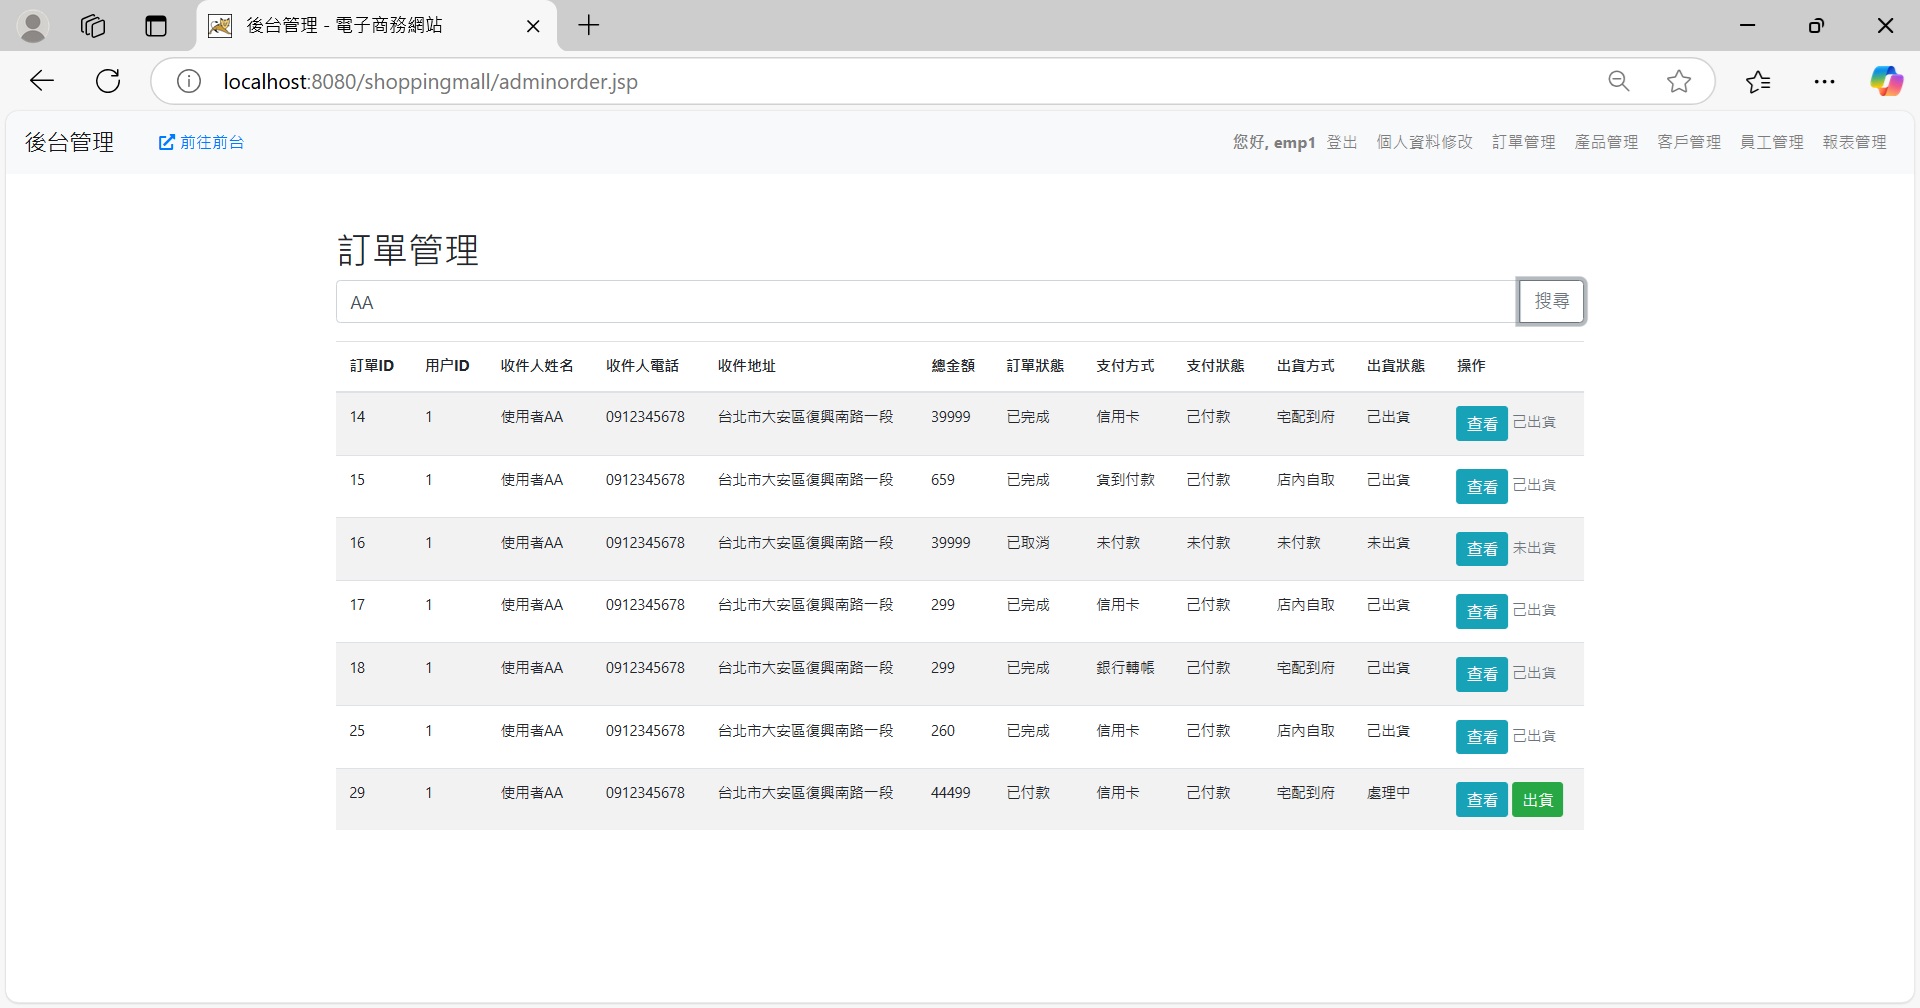 後台管理 - 電子商務網站
localhost:8080/shoppingmall/adminorder.jsp
後台管理 前往前台 您好, emp1 登出 個人資料修改 訂單管理 產品管理 客戶管理 員工管理 報表管理
訂單管理
AA 搜尋
訂單ID 用户ID 收件人姓名 收件人電話 收件地址 總金額 訂單狀態 支付方式 支付狀態 出貨方式 出貨狀態 操作
14 1 使用者AA 0912345678 台北市大安區復興南路一段 39999 已完成 信用卡 己付款 宅配到府 己出貨 查看 己出貨
15 1 使用者AA 0912345678 台北市大安區復興南路一段 659 已完成 貨到付款 己付款 店內自取 己出貨 查看 己出貨
16 1 使用者AA 0912345678 台北市大安區復興南路一段 39999 已取消 未付款 未付款 未付款 未出貨 查看 未出貨
17 1 使用者AA 0912345678 台北市大安區復興南路一段 299 已完成 信用卡 己付款 店內自取 己出貨 查看 己出貨
18 1 使用者AA 0912345678 台北市大安區復興南路一段 299 已完成 銀行轉帳 己付款 宅配到府 己出貨 查看 己出貨
25 1 使用者AA 0912345678 台北市大安區復興南路一段 260 已完成 信用卡 己付款 店內自取 己出貨 查看 己出貨
29 1 使用者AA 0912345678 台北市大安區復興南路一段 44499 已付款 信用卡 己付款 宅配到府 處理中 查看 出貨